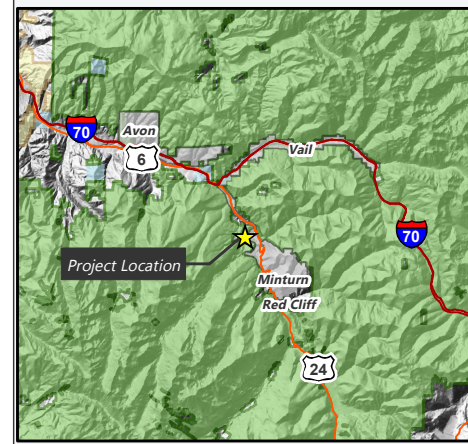 70
Avon
6
Vail
70
Project Location
Minturn
Red Cliff
24